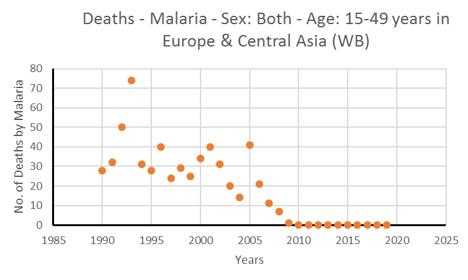 Deaths - Malaria - Sex: Both - Age: 15-49 years in
Europe & Central Asia (WB)
80
70
60
50
40
30
20
10
0
No. of Deaths by Malaria
1985 1990 1995 2000 2005 2010 2015 2020 2025
Years